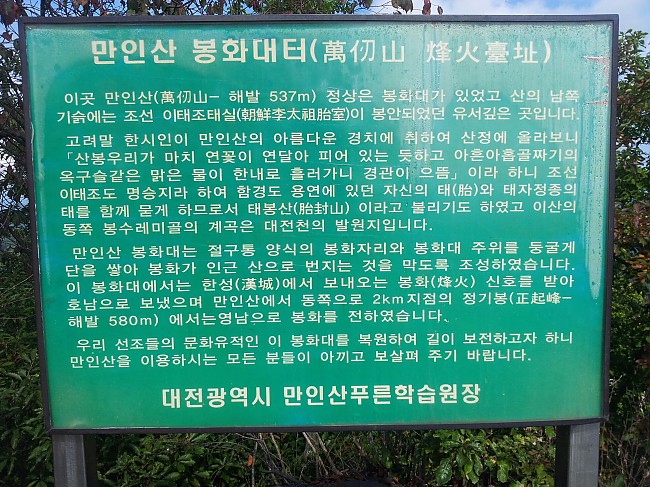 만인산 봉화대터(萬仞山 烽火臺址)
이곳 만인산(萬仞山- 해발 537m) 정상은 봉화대가 있었고 산의 남쪽
기슭에는 조선 이태조태실(朝鮮李太祖胎室)이 봉안되었던 유서깊은 곳입니다.
고려말 한시인이 만인산의 아름다운 경치에 취하여 산정에 올라보니
「산봉우리가 마치 연꽃이 연달아 피어 있는 듯하고 아흔아홉골짜기의
옥구슬같은 맑은 물이 한내로 흘러가니 경관이 으뜸」이라 하니 조선
이태조도 명승지라 하여 함경도 용연에 있던 자신의 태(胎)와 태자정종의
태를 함께 묻게 하므로서 태봉산(胎封山) 이라고 불리기도 하였고 이산의
동쪽 봉수레미골의 계곡은 대전천의 발원지입니다.
만인산 봉화대는 절구통 양식의 봉화자리와 봉화대 주위를 둥굴게
단을 쌓아 봉화가 인근 산으로 번지는 것을 막도록 조성하였습니다.
이 봉화대에서는 한성(漢城)에서 보내오는 봉화(烽火) 신호를 받아
호남으로 보냈으며 만인산에서 동쪽으로 2km지점의 정기봉(正起峰-
해발 580m) 에서는영남으로 봉화를 전하였습니다.
우리 선조들의 문화유적인 이 봉화대를 복원하여 길이 보전하고자 하니
만인산을 이용하시는 모든 분들이 아끼고 보살펴 주기 바랍니다.
대전광역시 만인산푸른학습원장